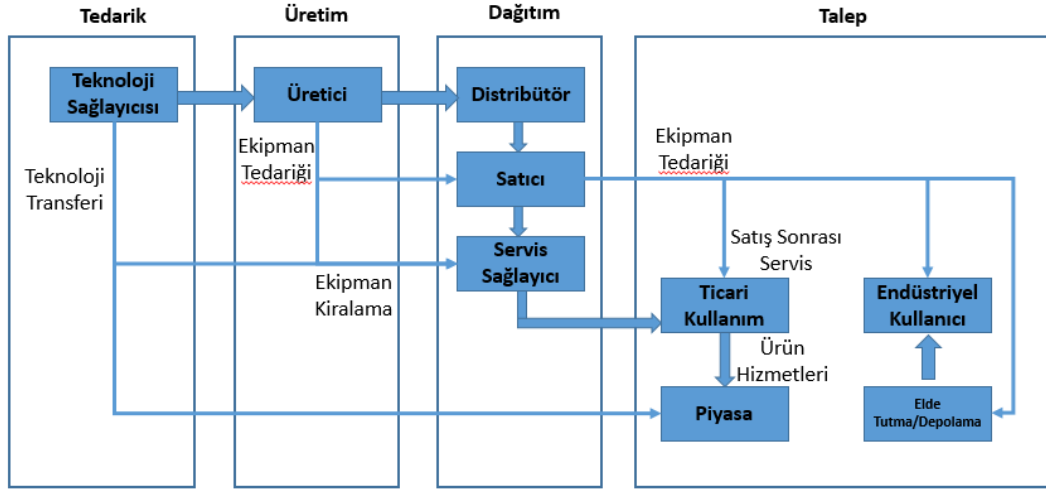 Tedarik
Üretim
Dağıtım
Talep
Teknoloji
Sağlayıcısı
Üretici
Distribütör
Ekipman
Tedariği
Ekipman
Tedariği
Satıcı
Teknoloji
Transferi
Satış Sonrası
Servis
Servis
Sağlayıcı
Ekipman
Kiralama
Ticari
Kullanım
Endüstriyel
Kullanıcı
Ürün
Hizmetleri
Piyasa
Elde
Tutma/Depolama